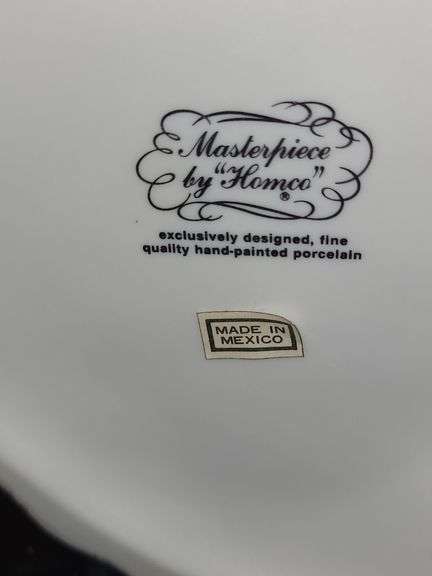 Masterpiece
by "Homco"
®
exclusively designed, fine
quality hand-painted porcelain
MADE IN
MEXICO